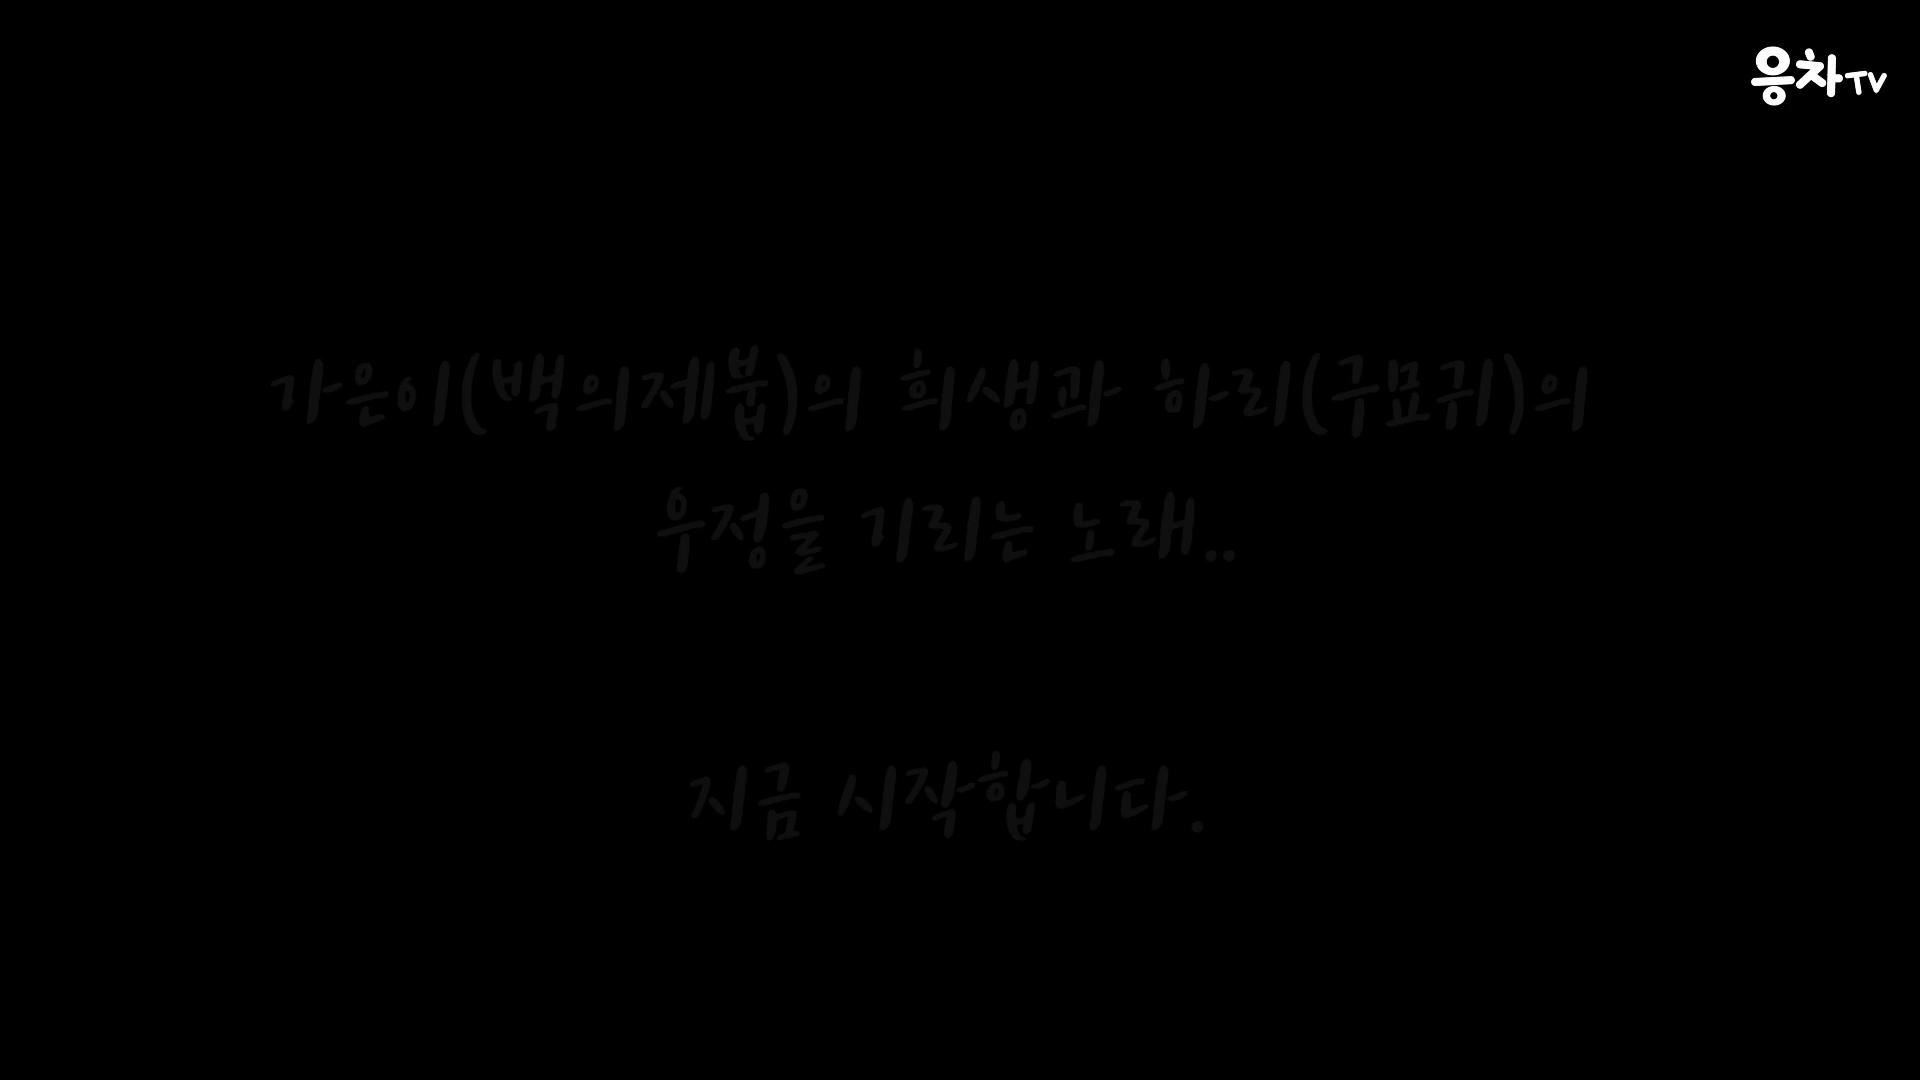 응차TV
가은이(백의제붑)의 희생과 하리(구묘귀)의
우정을 기리는 노래..
지금 시작합니다.